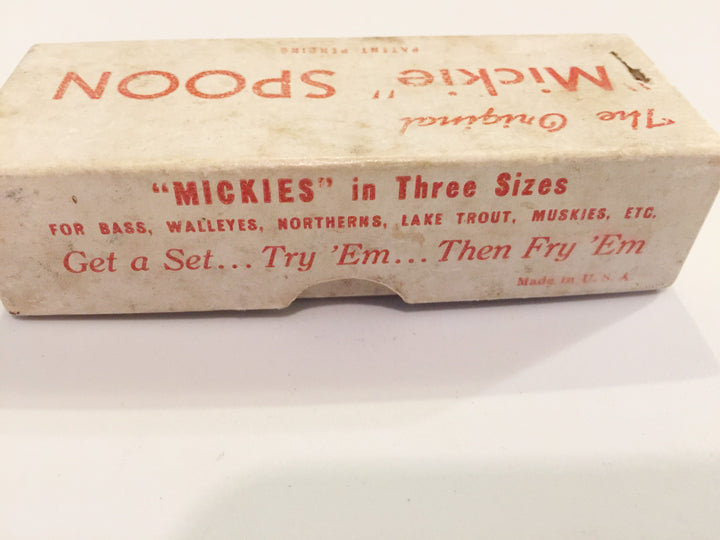 The Original
"Mickie" SPOON
PATENT PENDING
"MICKIES" in Three Sizes
FOR BASS, WALLEYES, NORTHERNS, LAKE TROUT, MUSKIES, ETC.
Get a Set... Try 'Em... Then Fry 'Em
Made in U. S. A.